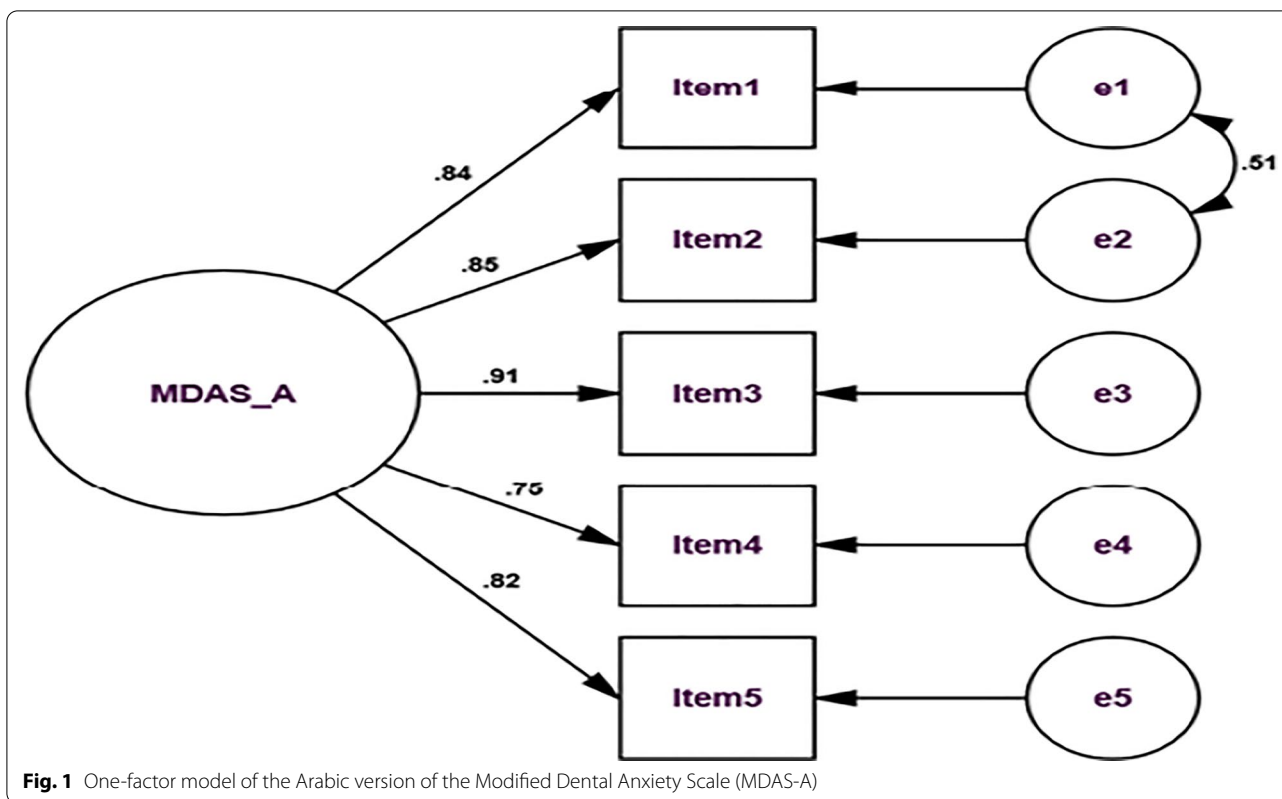 Item1
e1
.84
.51
Item2
e2
.85
MDAS_A
.91
Item3
e3
.75
Item4
e4
.82
Item5
e5
Fig. 1 One-factor model of the Arabic version of the Modified Dental Anxiety Scale (MDAS-A)